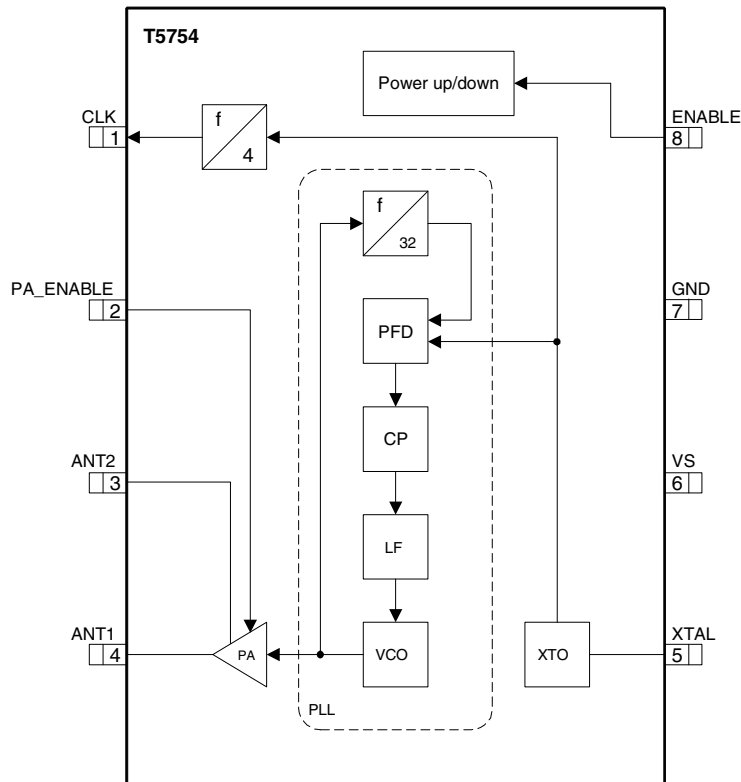 T5754
Power up/down
CLK
1
f
4
ENABLE
8
f
32
PA_ENABLE
2
GND
7
PFD
CP
ANT2
3
VS
6
LF
ANT1
4
PA
VCO
XTO
XTAL
5
PLL